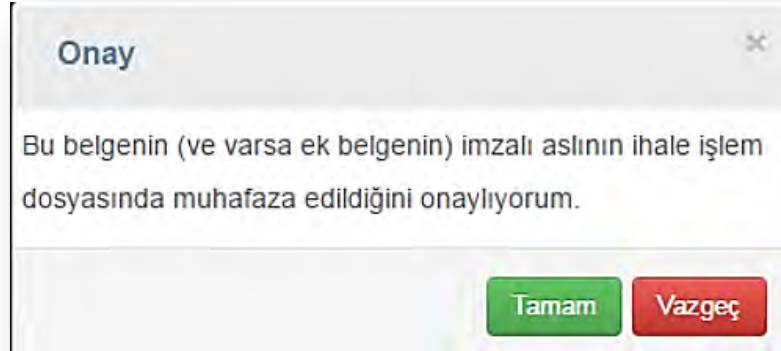 Onay
×
Bu belgenin (ve varsa ek belgenin) imzalı aslının ihale işlem
dosyasında muhafaza edildiğini onaylıyorum.
Tamam Vazgeç